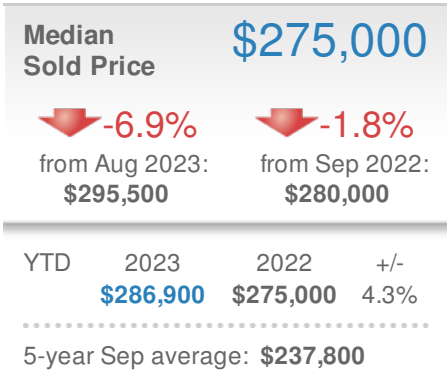 Median $275,000
Sold Price
-6.9% -1.8%
from Aug 2023: from Sep 2022:
$295,500 $280,000
YTD 2023 2022 +/-
$286,900 $275,000 4.3%
5-year Sep average: $237,800